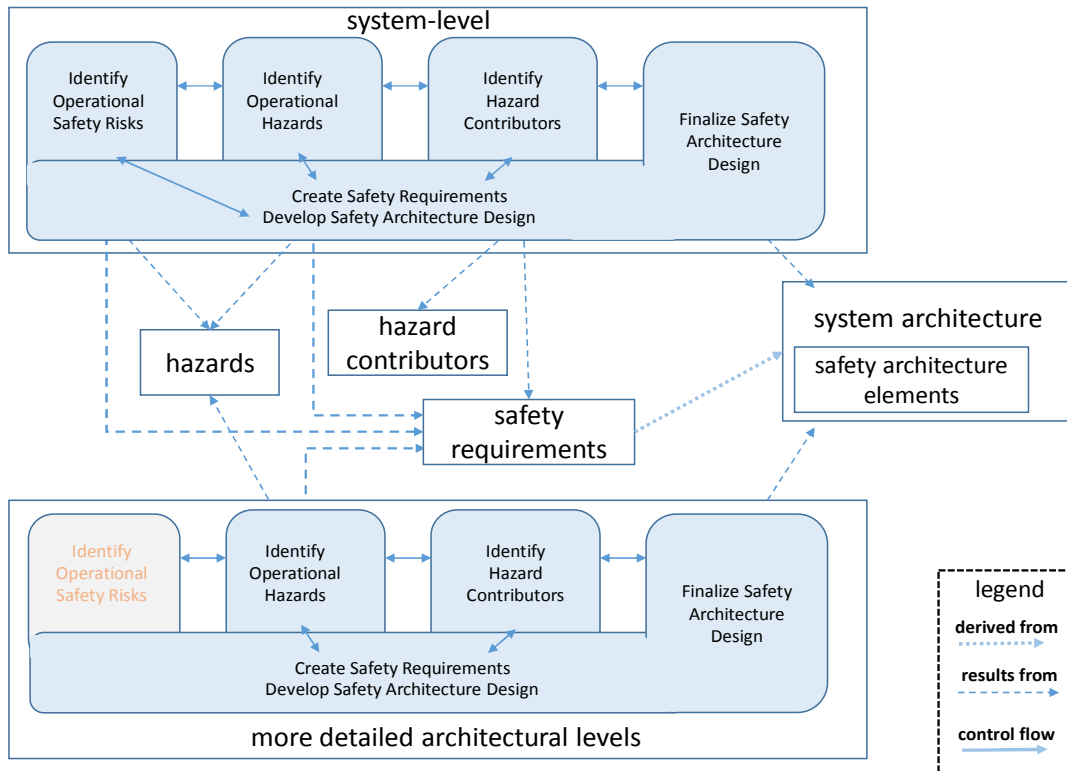 system-level
Identify
Operational
Safety Risks
Identify
Operational
Hazards
Identify
Hazard
Contributors
Finalize Safety
Architecture
Design
Create Safety Requirements
Develop Safety Architecture Design
hazards
hazard
contributors
safety
requirements
system architecture
safety architecture
elements
Identify
Operational
Safety Risks
Identify
Operational
Hazards
Identify
Hazard
Contributors
Finalize Safety
Architecture
Design
Create Safety Requirements
Develop Safety Architecture Design
more detailed architectural levels
legend
derived from
results from
control flow